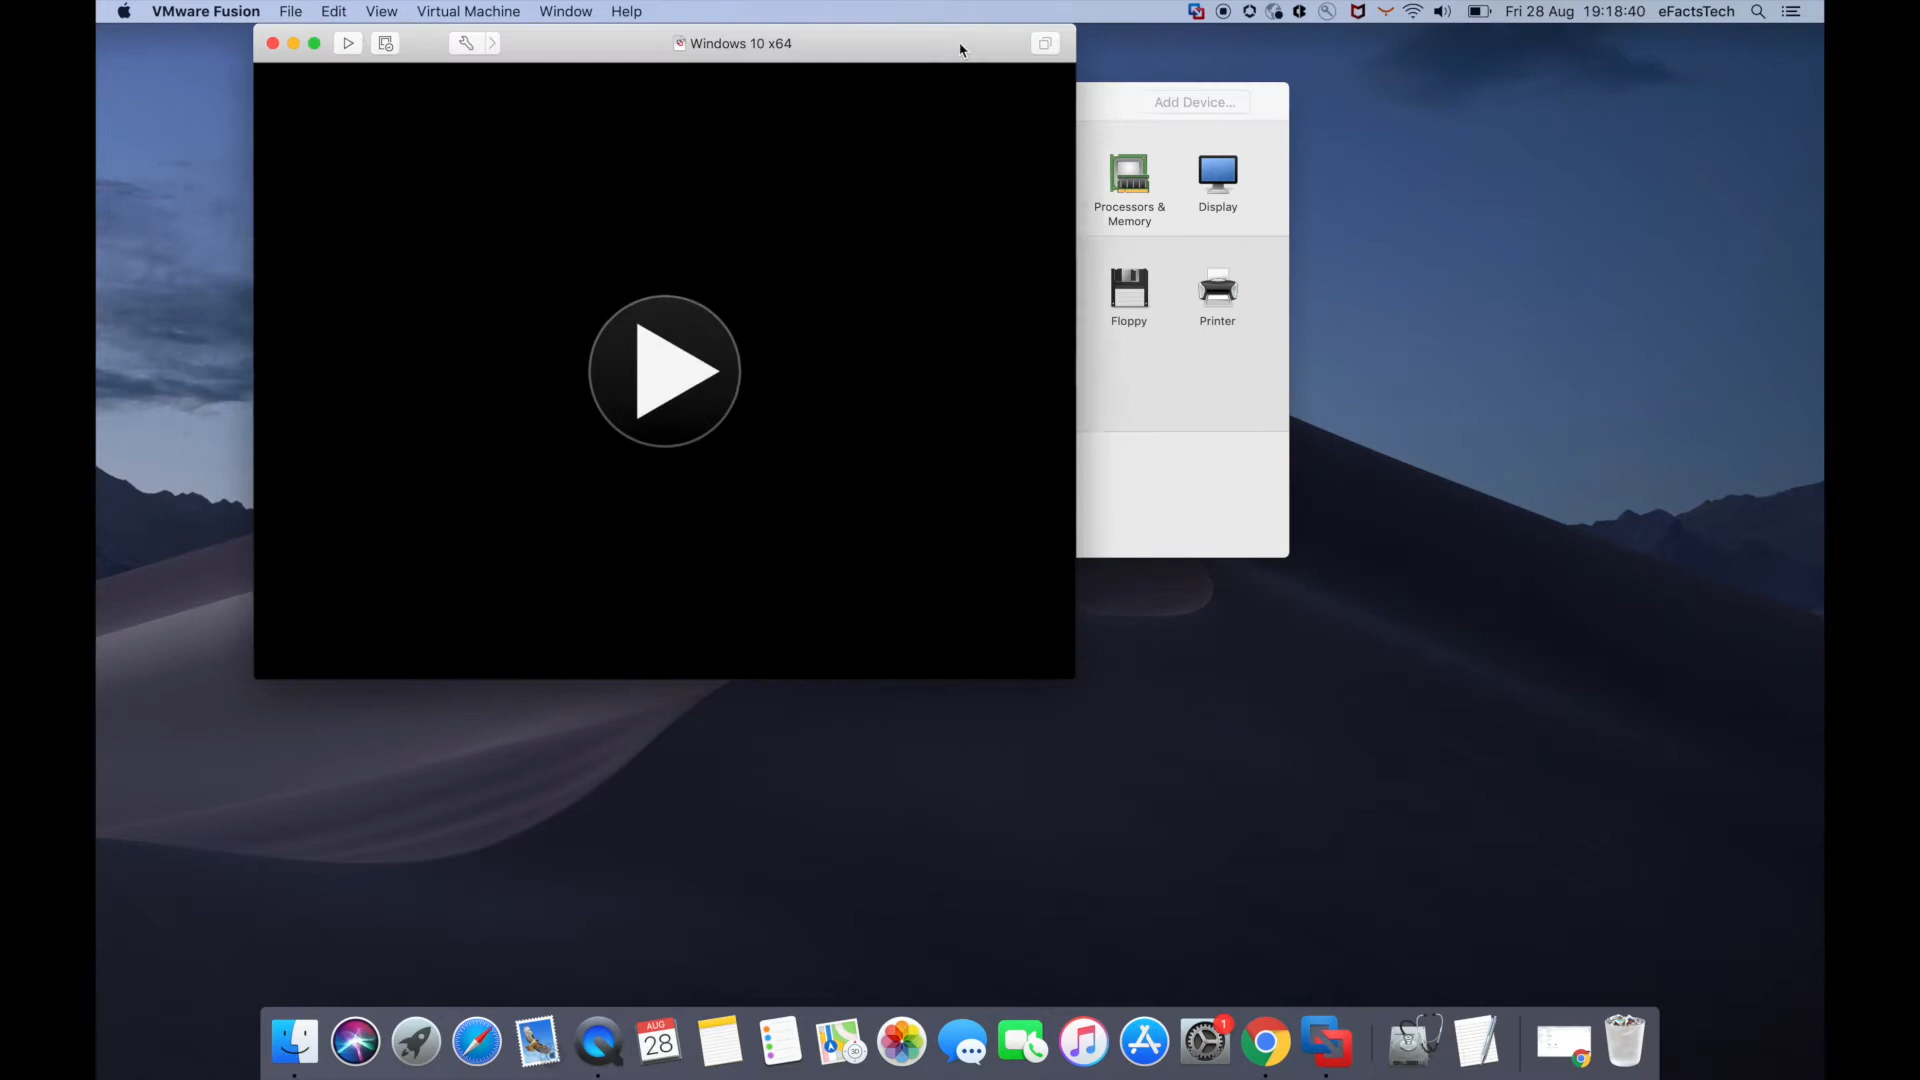 VMware Fusion File Edit View Virtual Machine Window Help Fri 28 Aug 19:18:40 eFactsTech
Windows 10 x64
Add Device...
Processors & Memory
Display
Floppy
Printer
AUG
28
3D
1